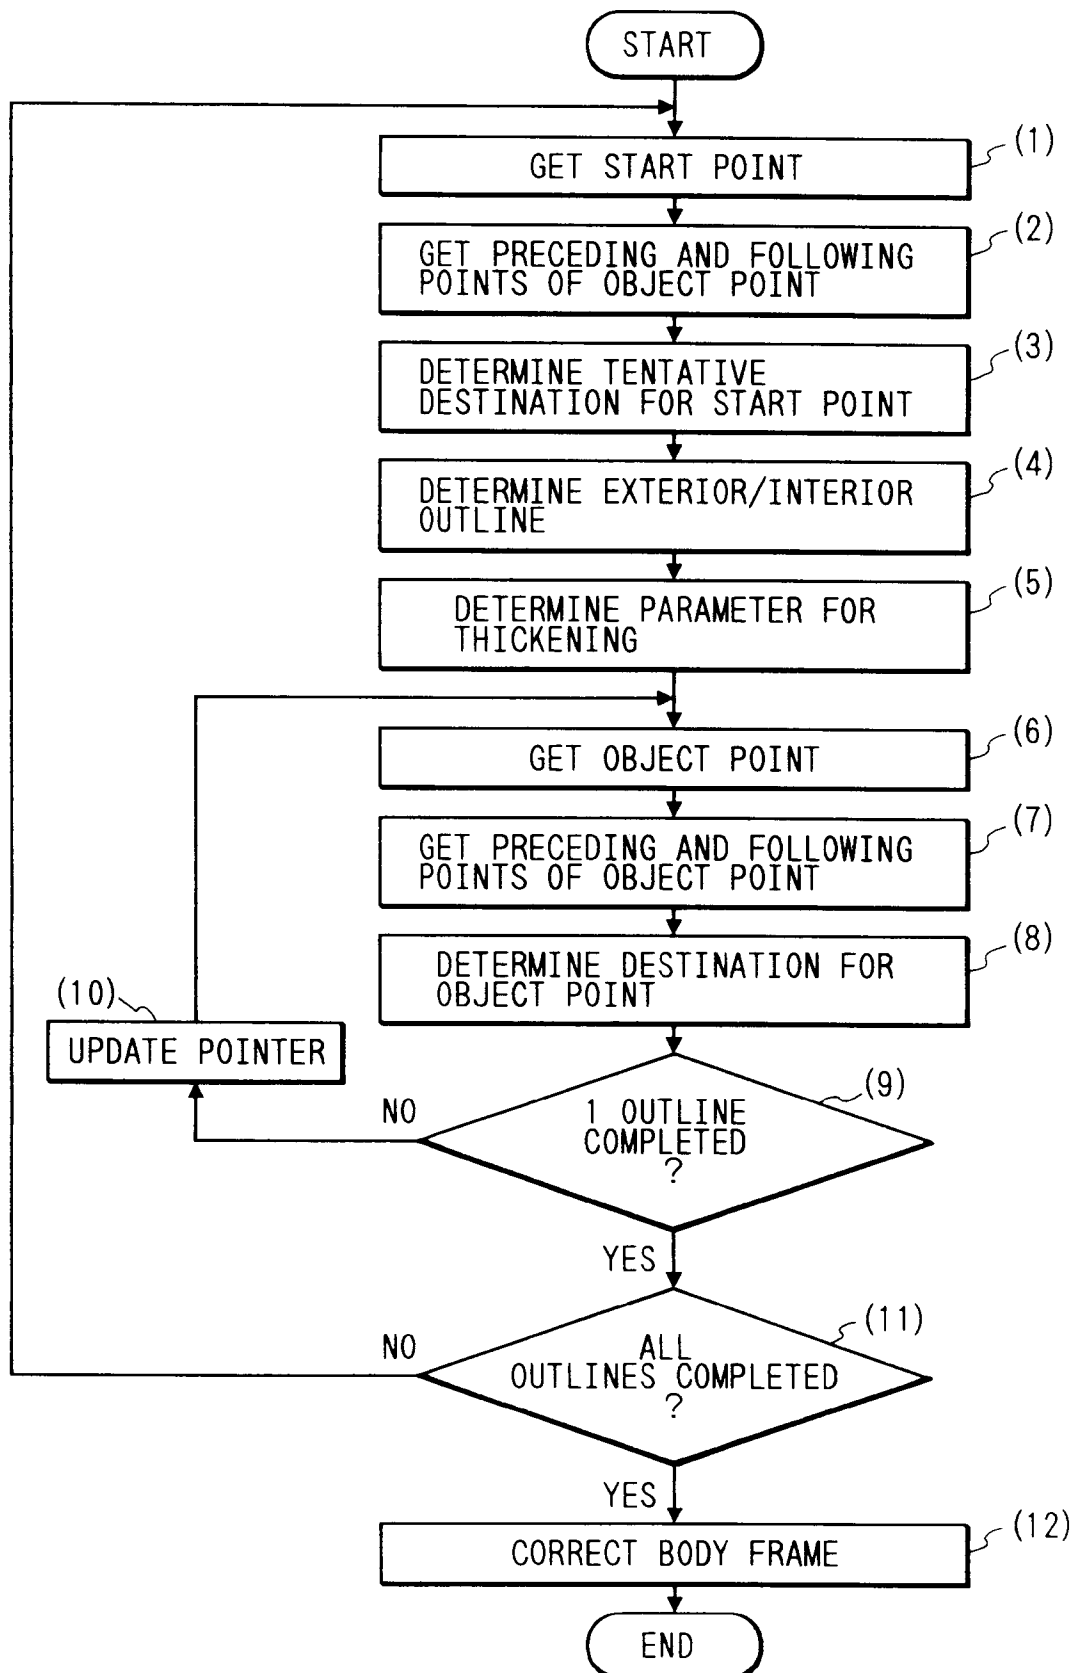 START
(1)
GET START POINT
(2)
GET PRECEDING AND FOLLOWING
POINTS OF OBJECT POINT
(3)
DETERMINE TENTATIVE
DESTINATION FOR START POINT
(4)
DETERMINE EXTERIOR/INTERIOR
OUTLINE
(5)
DETERMINE PARAMETER FOR
THICKENING
(6)
GET OBJECT POINT
(7)
GET PRECEDING AND FOLLOWING
POINTS OF OBJECT POINT
(8)
DETERMINE DESTINATION FOR
OBJECT POINT
(10)
UPDATE POINTER
(9)
NO
1 OUTLINE
COMPLETED
?
YES
(11)
NO
ALL
OUTLINES COMPLETED
?
YES
(12)
CORRECT BODY FRAME
END